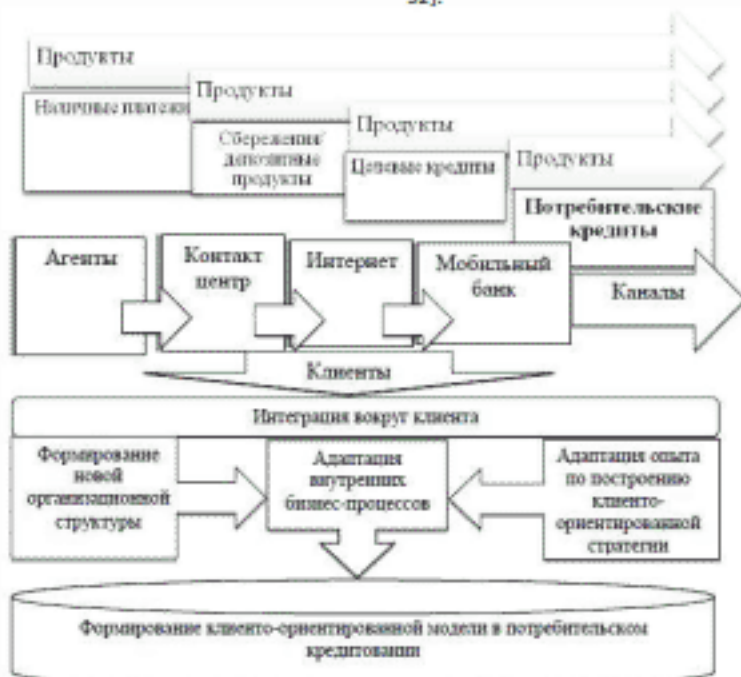 32].
Продукты
Наличные платежи
Продукты
Сбережения/
депозитные
продукты
Продукты
Целевые кредиты
Продукты
Потребительские
кредиты
Агенты
Контакт
центр
Интернет
Мобильный
банк
Каналы
Клиенты
Интеграция вокруг клиента
Формирование
новой
организационной
структуры
Адаптация
внутренних
бизнес-процессов
Адаптация опыта
по построению
клиенто-
ориентированной
стратегии
Формирование клиенто-ориентированной модели в потребительском
кредитовании